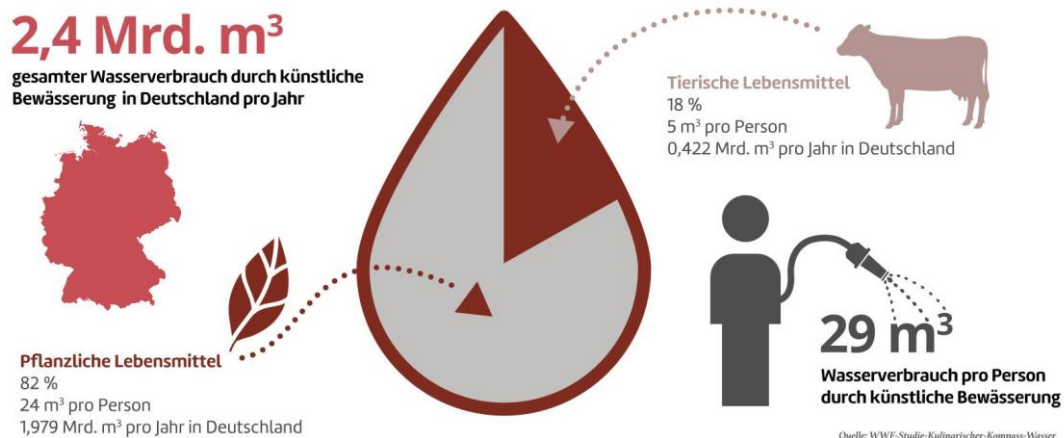 2,4 Mrd. m³
gesamter Wasserverbrauch durch künstliche
Bewässerung in Deutschland pro Jahr
Tierische Lebensmittel
18 %
5 m³ pro Person
0,422 Mrd. m³ pro Jahr in Deutschland
Pflanzliche Lebensmittel
82 %
24 m³ pro Person
1,979 Mrd. m³ pro Jahr in Deutschland
29 m³
Wasserverbrauch pro Person
durch künstliche Bewässerung
Quelle: WWF-Studie-Kulinarischer-Kompass-Wasser